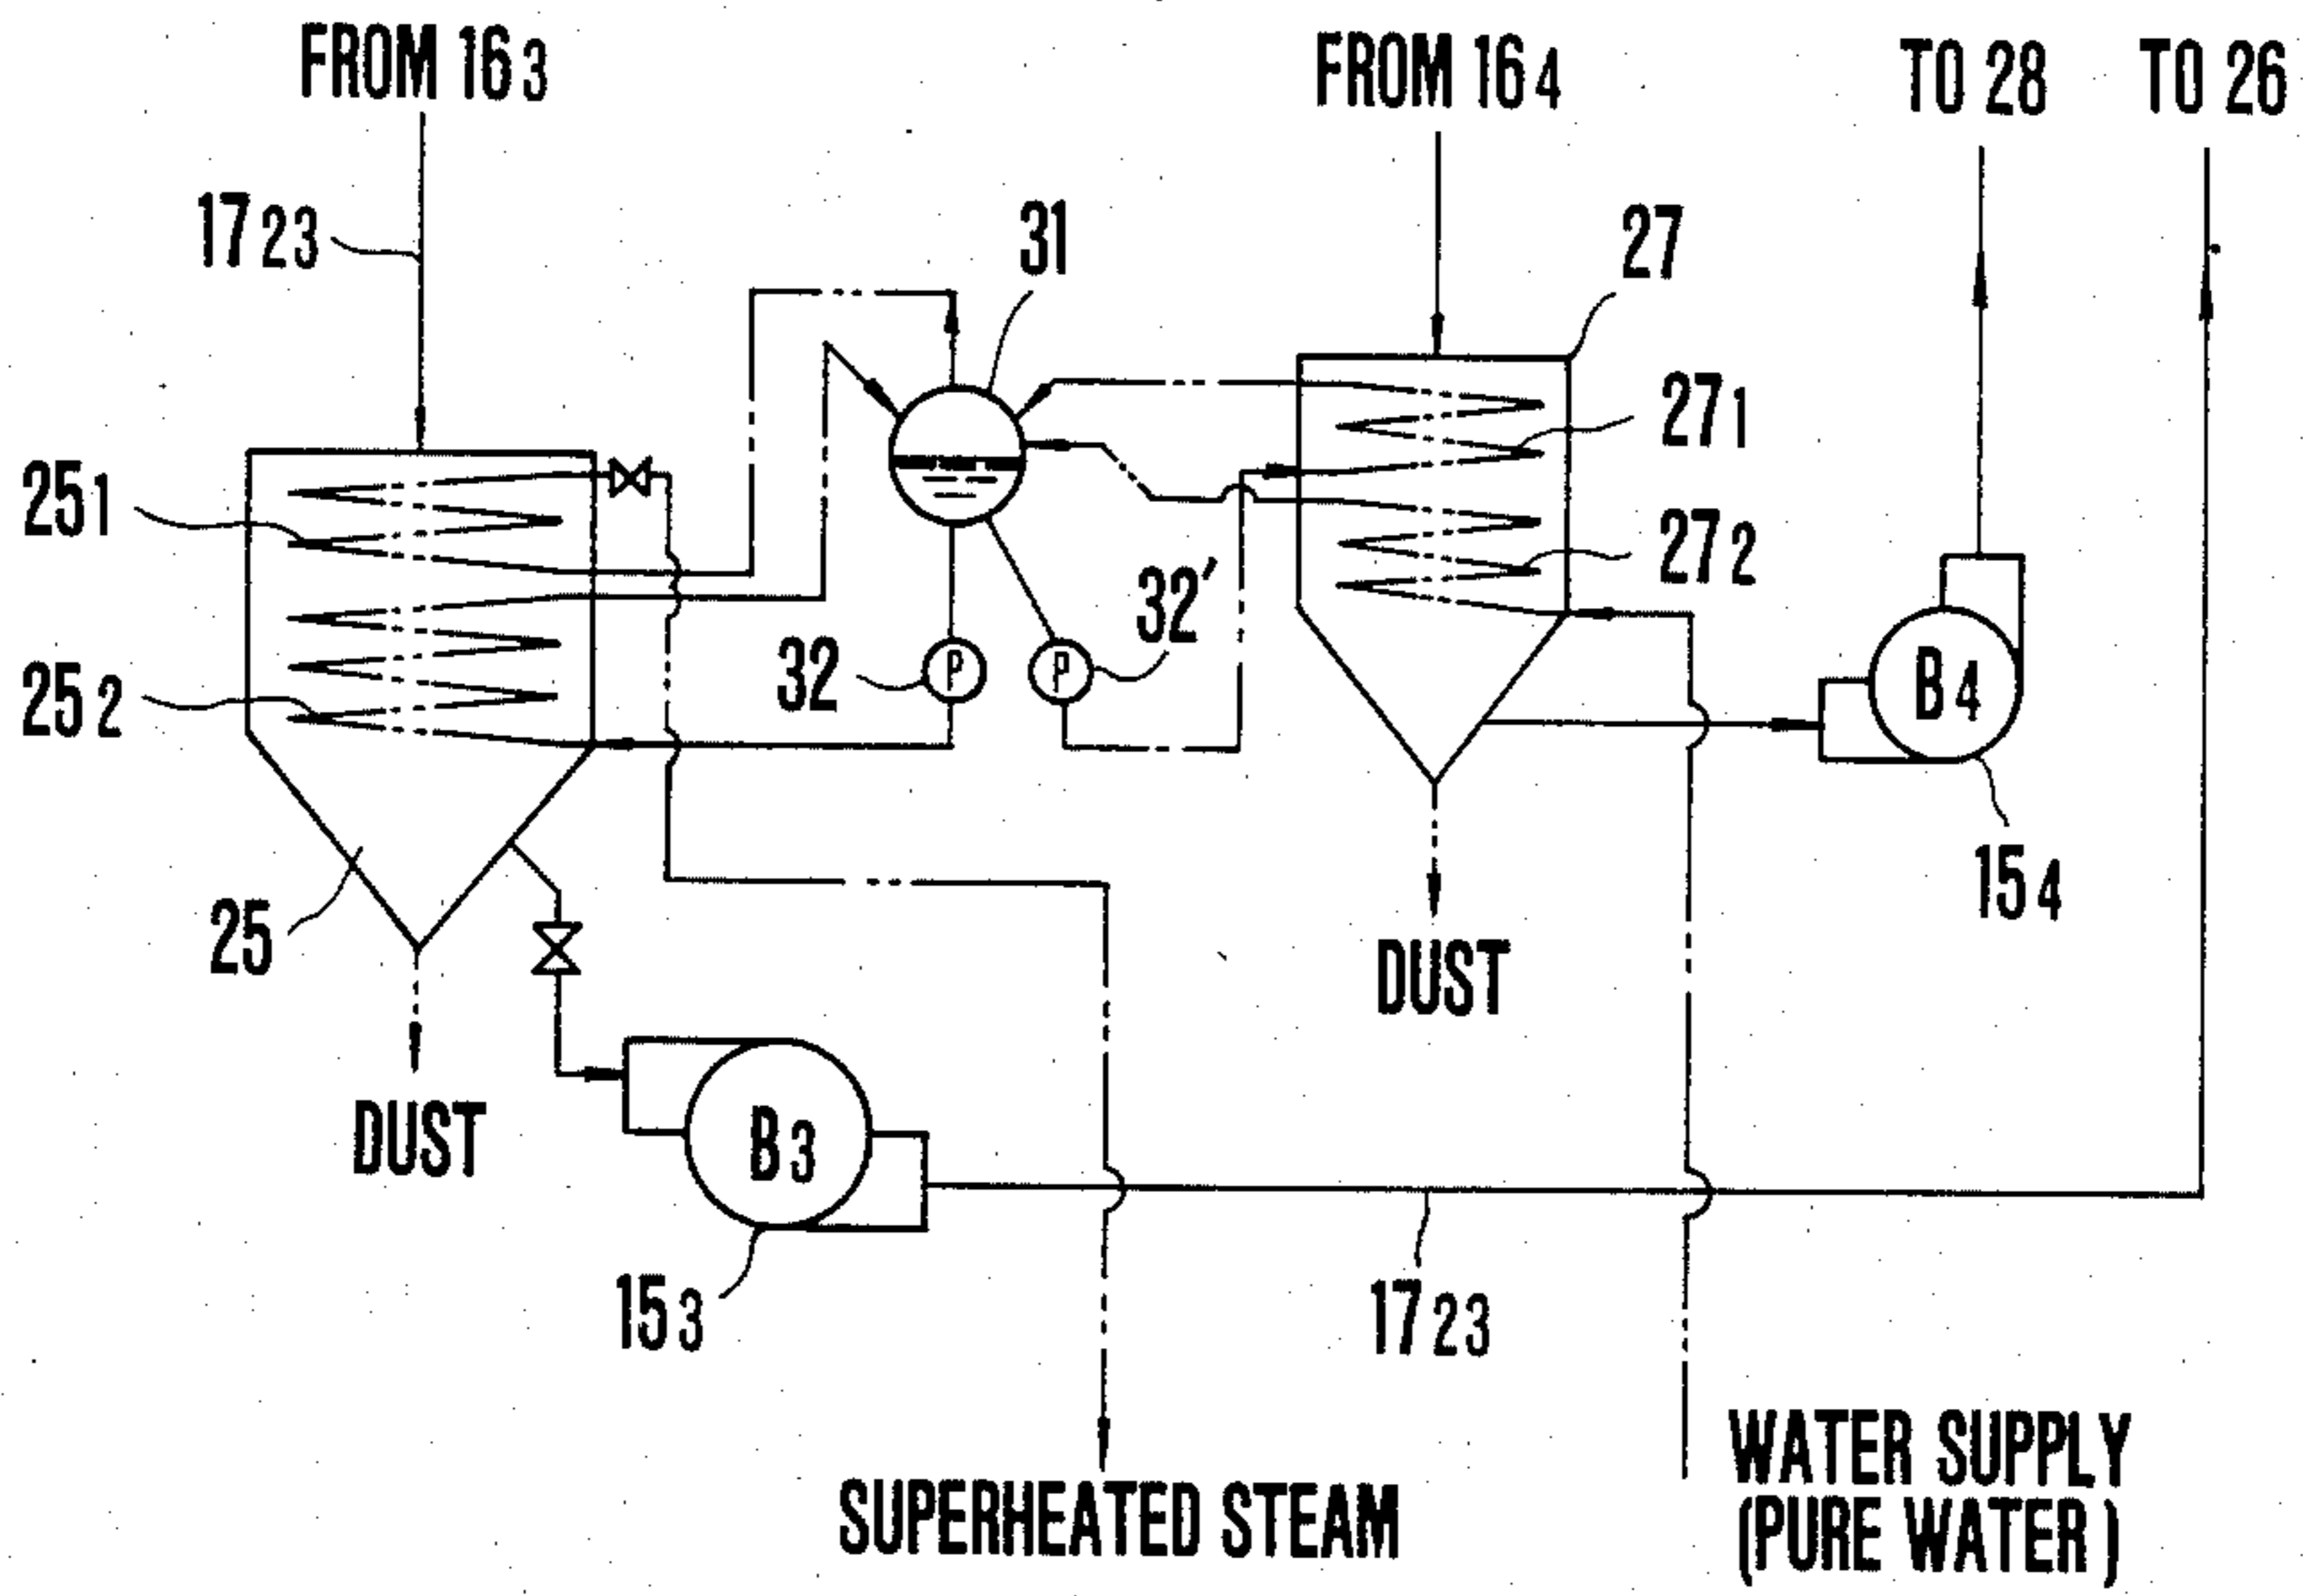 FROM 16 3
FROM 16 4
TO 28
TO 26
17 23
31
27
27 1
25 1
27 2
32'
32
25 2
P
P
B 4
15 4
25
DUST
DUST
B 3
15 3
17 23
SUPERHEATED STEAM
WATER SUPPLY
(PURE WATER)